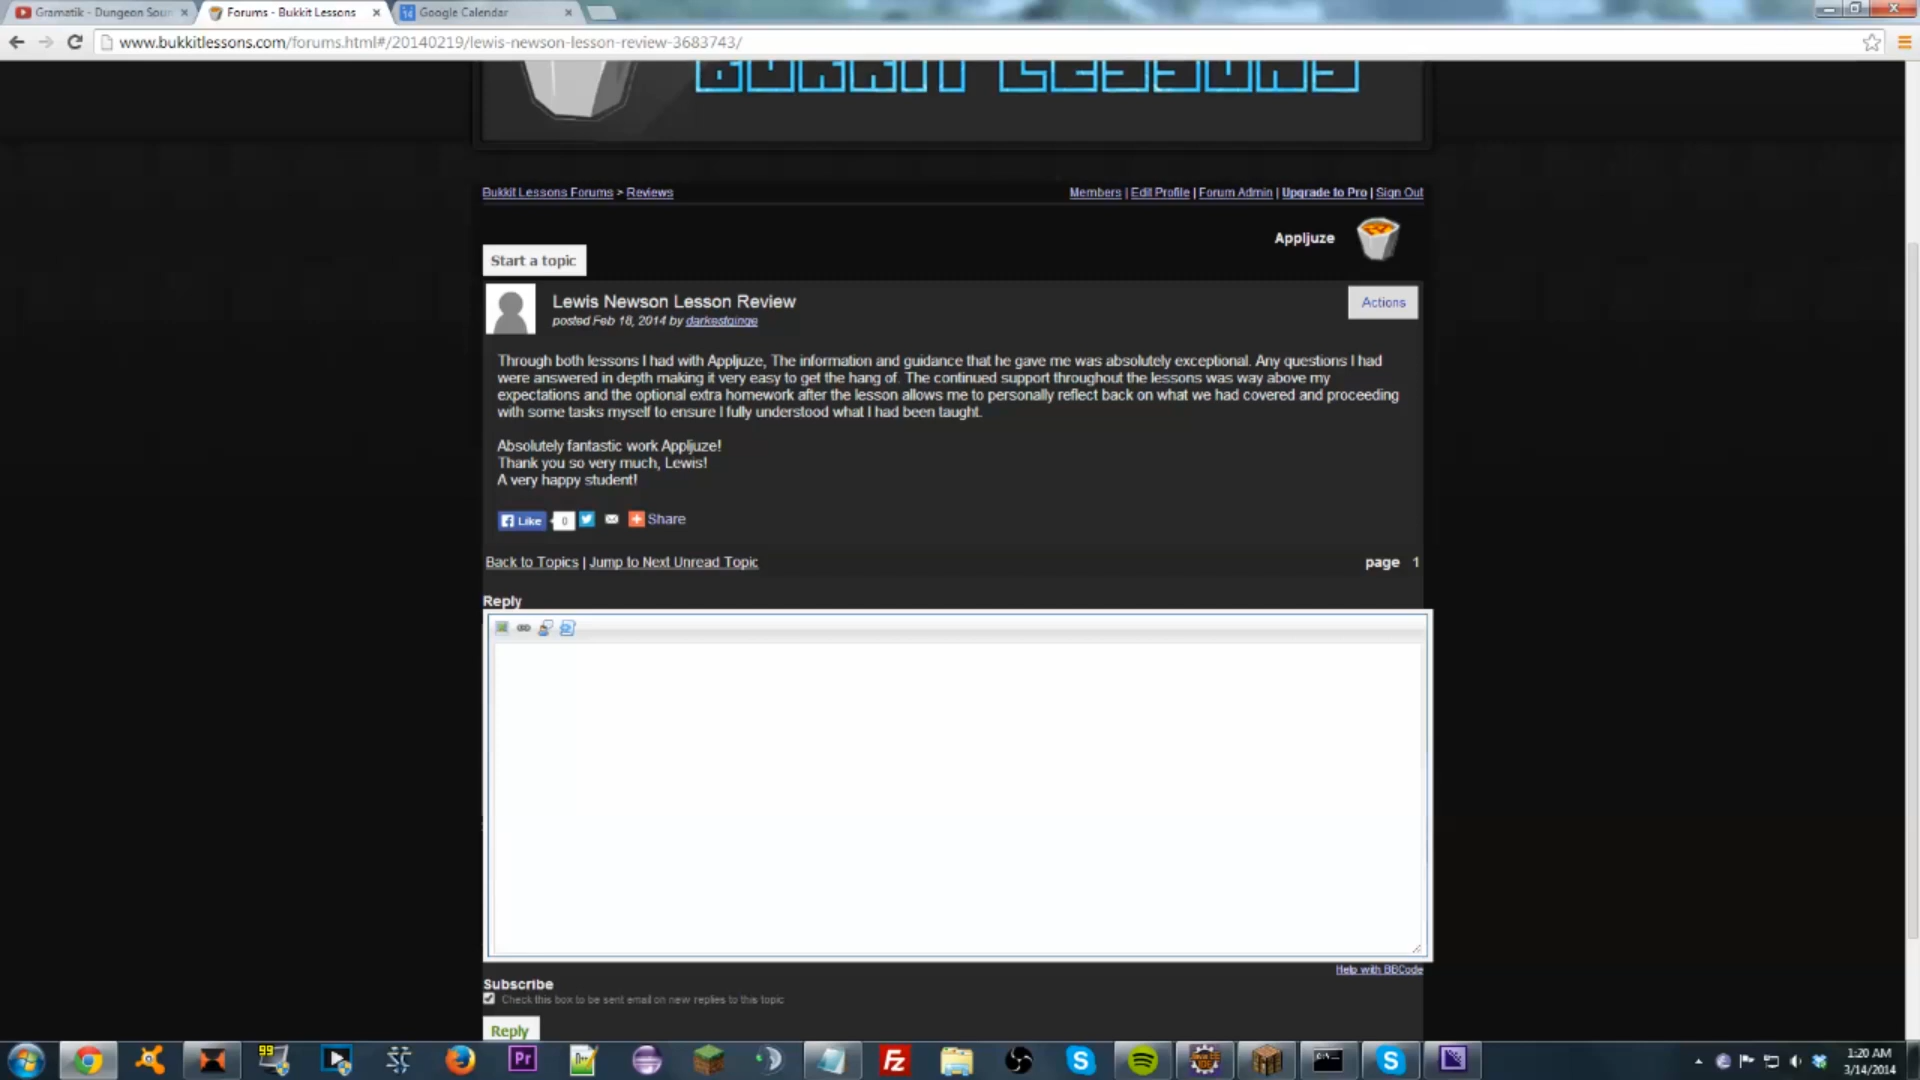 Gramatik - Dungeon Soun
Forums - Bukkit Lessons
Google Calendar
www.bukkitlessons.com/forums.html#/20140219/lewis-newson-lesson-review-3683743/
BUKKIT LESSONS
Bukkit Lessons Forums > Reviews
Members | Edit Profile | Forum Admin | Upgrade to Pro | Sign Out
Appljuze
Start a topic
Lewis Newson Lesson Review
Actions
posted Feb 18, 2014 by darkestginge
Through both lessons I had with Appljuze, The information and guidance that he gave me was absolutely exceptional. Any questions I had
were answered in depth making it very easy to get the hang of. The continued support throughout the lessons was way above my
expectations and the optional extra homework after the lesson allows me to personally reflect back on what we had covered and proceeding
with some tasks myself to ensure I fully understood what I had been taught.
Absolutely fantastic work Appljuze!
Thank you so very much, Lewis!
A very happy student!
Like 0 Share
Back to Topics | Jump to Next Unread Topic
page 1
Reply
Help with BBCode
Subscribe
Check this box to be sent email on new replies to this topic
Reply
99
Pr
Fz
1:20 AM
3/14/2014